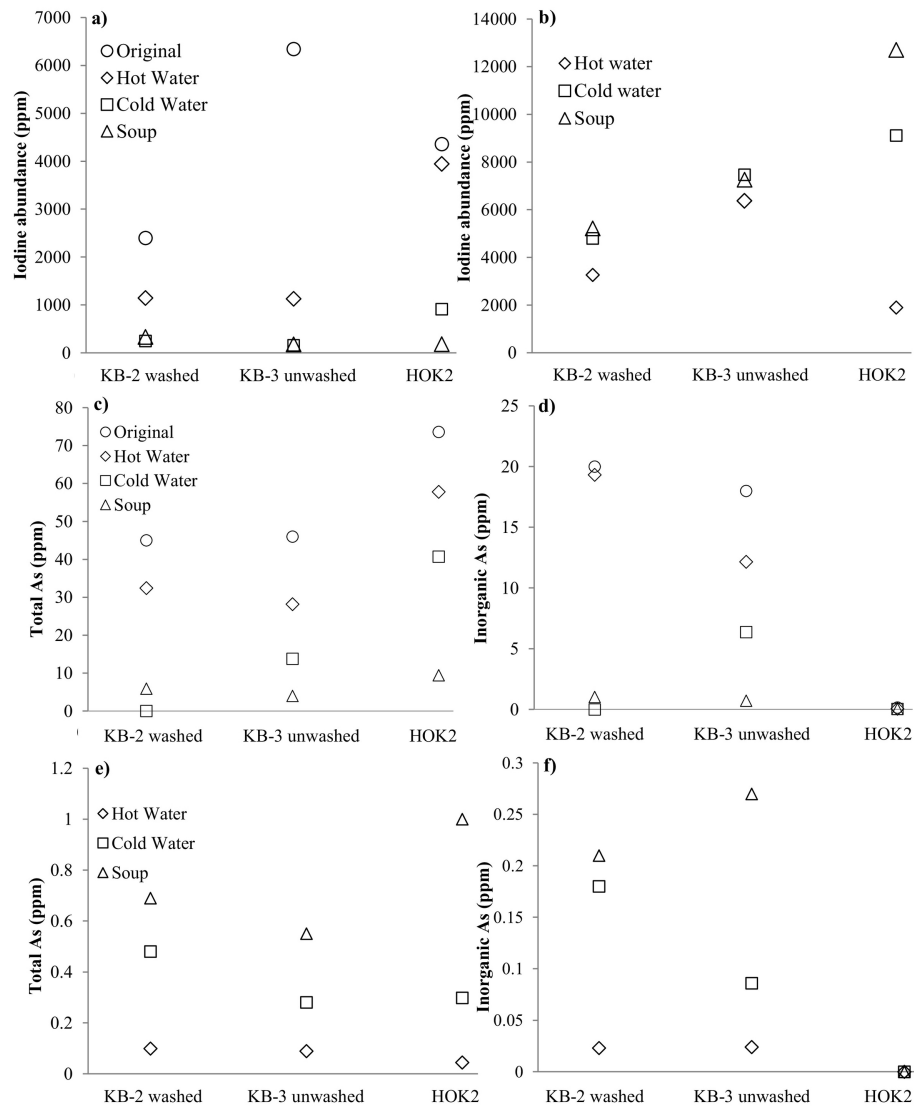 a)
7000
6000
5000
4000
3000
2000
1000
0
Iodine abundance (ppm)
Original
Hot Water
Cold Water
Soup
KB-2 washed
KB-3 unwashed
HOK2
b)
14000
12000
10000
8000
6000
4000
2000
0
Iodine abundance (ppm)
Hot water
Cold water
Soup
KB-2 washed
KB-3 unwashed
HOK2
c)
80
70
60
50
40
30
20
10
0
Total As (ppm)
Original
Hot Water
Cold Water
Soup
KB-2 washed
KB-3 unwashed
HOK2
d)
25
20
15
10
5
0
Inorganic As (ppm)
KB-2 washed
KB-3 unwashed
HOK2
e)
1.2
1
0.8
0.6
0.4
0.2
0
Total As (ppm)
Hot Water
Cold Water
Soup
KB-2 washed
KB-3 unwashed
HOK2
f)
0.3
0.25
0.2
0.15
0.1
0.05
0
Inorganic As (ppm)
KB-2 washed
KB-3 unwashed
HOK2